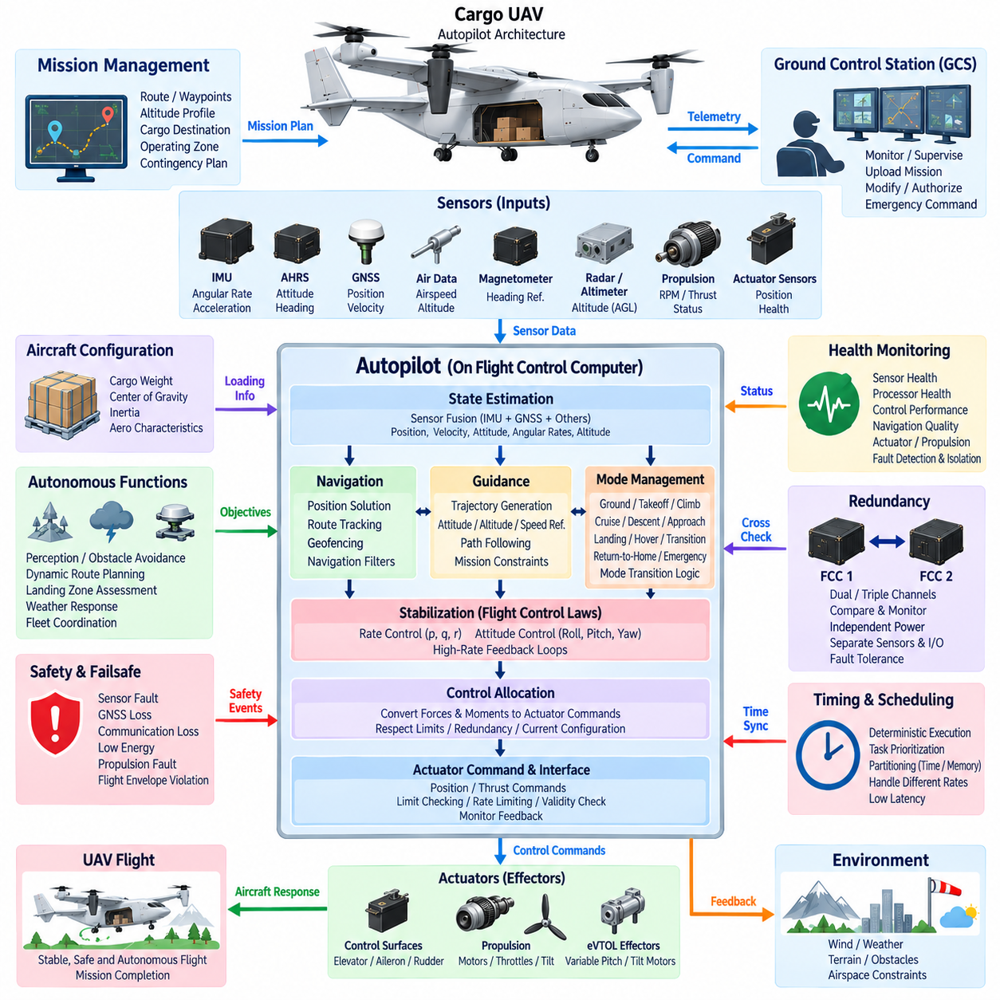 Cargo UAV
Autopilot Architecture
Mission Management
Route / Waypoints
Altitude Profile
Cargo Destination
Operating Zone
Contingency Plan
Mission Plan
Telemetry
Command
Ground Control Station (GCS)
Monitor / Supervise
Upload Mission
Modify / Authorize
Emergency Command
Sensors (Inputs)
IMU
Angular Rate
Acceleration
AHRS
Attitude
Heading
GNSS
Position
Velocity
Air Data
Airspeed
Altitude
Magnetometer
Heading Ref.
Radar /
Altimeter
Altitude (AGL)
Propulsion
RPM / Thrust
Status
Actuator Sensors
Position
Health
Sensor Data
Aircraft Configuration
Cargo Weight
Center of Gravity
Inertia
Aero Characteristics
Loading
Info
Autonomous Functions
Perception / Obstacle Avoidance
Dynamic Route Planning
Landing Zone Assessment
Weather Response
Fleet Coordination
Objectives
Safety & Failsafe
Sensor Fault
GNSS Loss
Communication Loss
Low Energy
Propulsion Fault
Flight Envelope Violation
Safety
Events
Autopilot (On Flight Control Computer)
State Estimation
Sensor Fusion (IMU + GNSS + Others)
Position, Velocity, Attitude, Angular Rates, Altitude
Navigation
Position Solution
Route Tracking
Geofencing
Navigation Filters
Guidance
Trajectory Generation
Attitude / Altitude / Speed Ref.
Path Following
Mission Constraints
Mode Management
Ground / Takeoff / Climb
Cruise / Descent / Approach
Landing / Hover / Transition
Return-to-Home / Emergency
Mode Transition Logic
Stabilization (Flight Control Laws)
Rate Control (p, q, r) Attitude Control (Roll, Pitch, Yaw)
High-Rate Feedback Loops
Control Allocation
Convert Forces & Moments to Actuator Commands
Respect Limits / Redundancy / Current Configuration
Actuator Command & Interface
Position / Thrust Commands
Limit Checking / Rate Limiting / Validity Check
Monitor Feedback
Status
Health Monitoring
Sensor Health
Processor Health
Control Performance
Navigation Quality
Actuator / Propulsion
Fault Detection & Isolation
Cross
Check
Redundancy
FCC 1
FCC 2
Dual / Triple Channels
Compare & Monitor
Independent Power
Separate Sensors & I/O
Fault Tolerance
Time
Sync
Timing & Scheduling
Deterministic Execution
Task Prioritization
Partitioning (Time / Memory)
Handle Different Rates
Low Latency
Control Commands
UAV Flight
Stable, Safe and Autonomous Flight
Mission Completion
Aircraft Response
Actuators (Effectors)
Control Surfaces
Elevator / Aileron / Rudder
Propulsion
Motors / Throttles / Tilt
eVTOL Effectors
Variable Pitch / Tilt Motors
Feedback
Environment
Wind / Weather
Terrain / Obstacles
Airspace Constraints